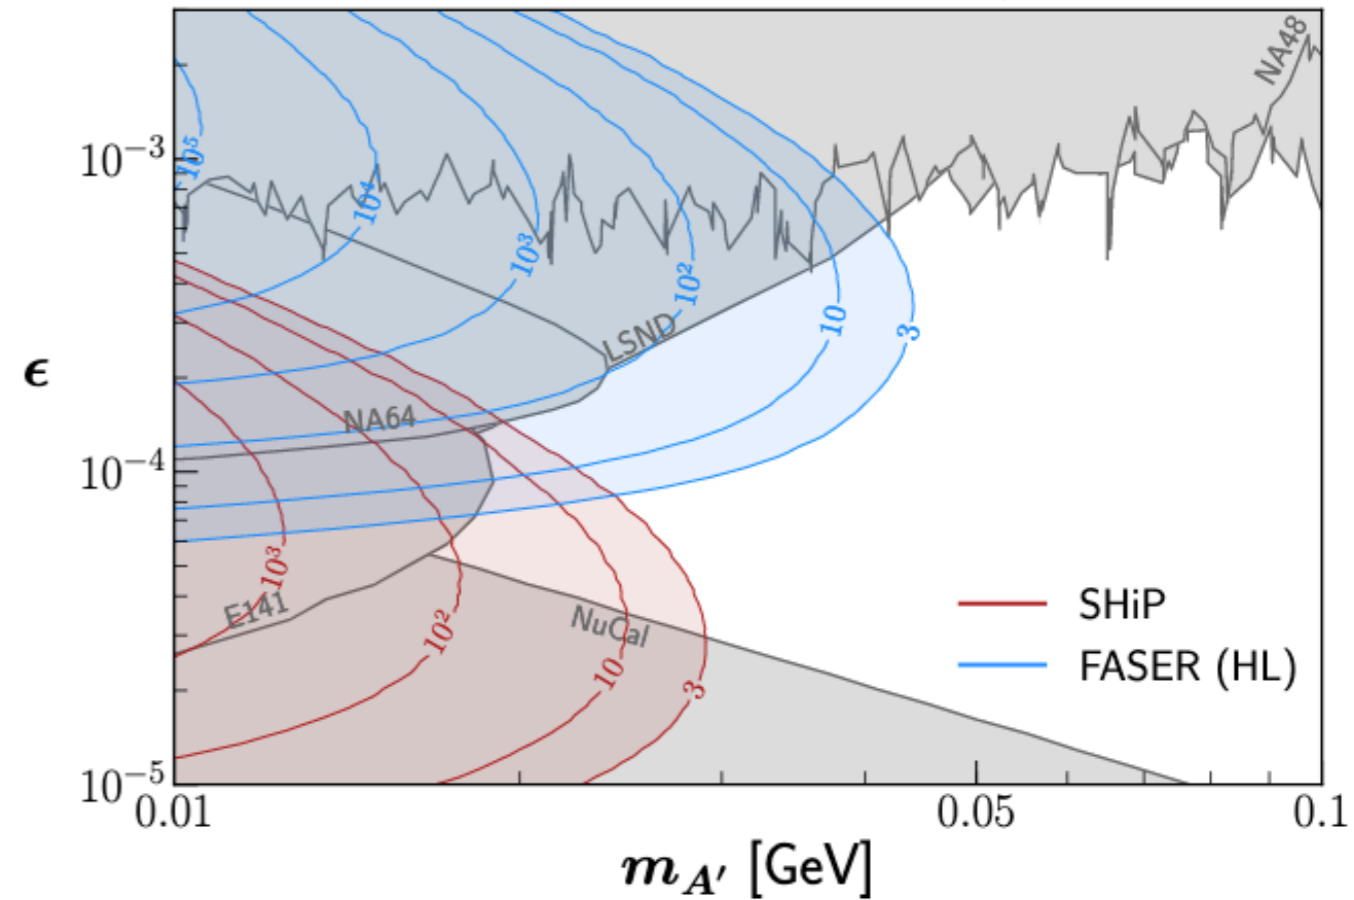 NA48
10⁻³
10⁵
10⁴
10³
10²
10
3
LSND
ϵ
NA64
10⁻⁴
10³
E141
10²
NuCal
10
3
SHiP
FASER (HL)
10⁻⁵
0.01
0.05
0.1
m_A′ [GeV]